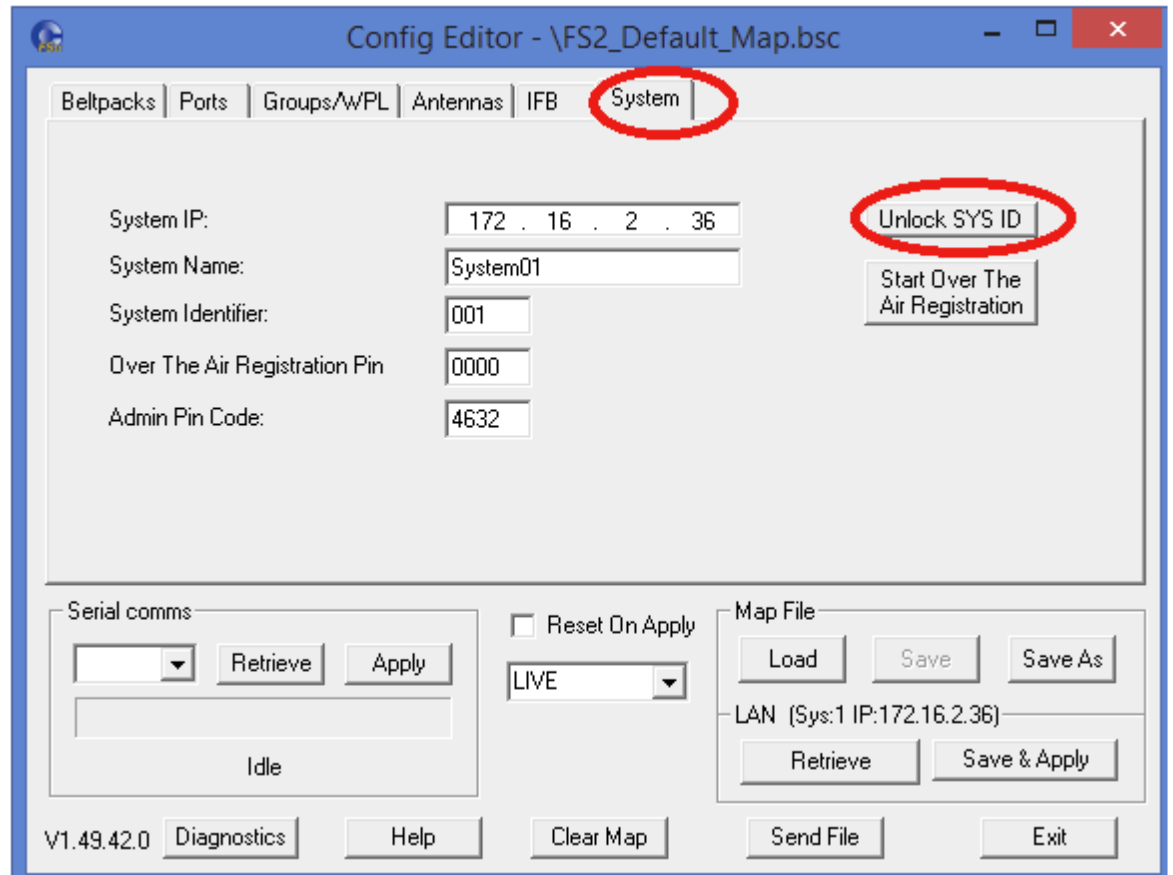 Config Editor - \FS2_Default_Map.bsc
Beltpacks Ports Groups/WPL Antennas IFB System
System IP: 172 . 16 . 2 . 36 Unlock SYS ID
System Name: System01
Start Over The
Air Registration
System Identifier: 001
Over The Air Registration Pin 0000
Admin Pin Code: 4632
Serial comms
Retrieve Apply
Idle
Reset On Apply
LIVE
Map File
Load Save Save As
LAN (Sys:1 IP:172.16.2.36)
Retrieve Save & Apply
V1.49.42.0 Diagnostics Help Clear Map Send File Exit